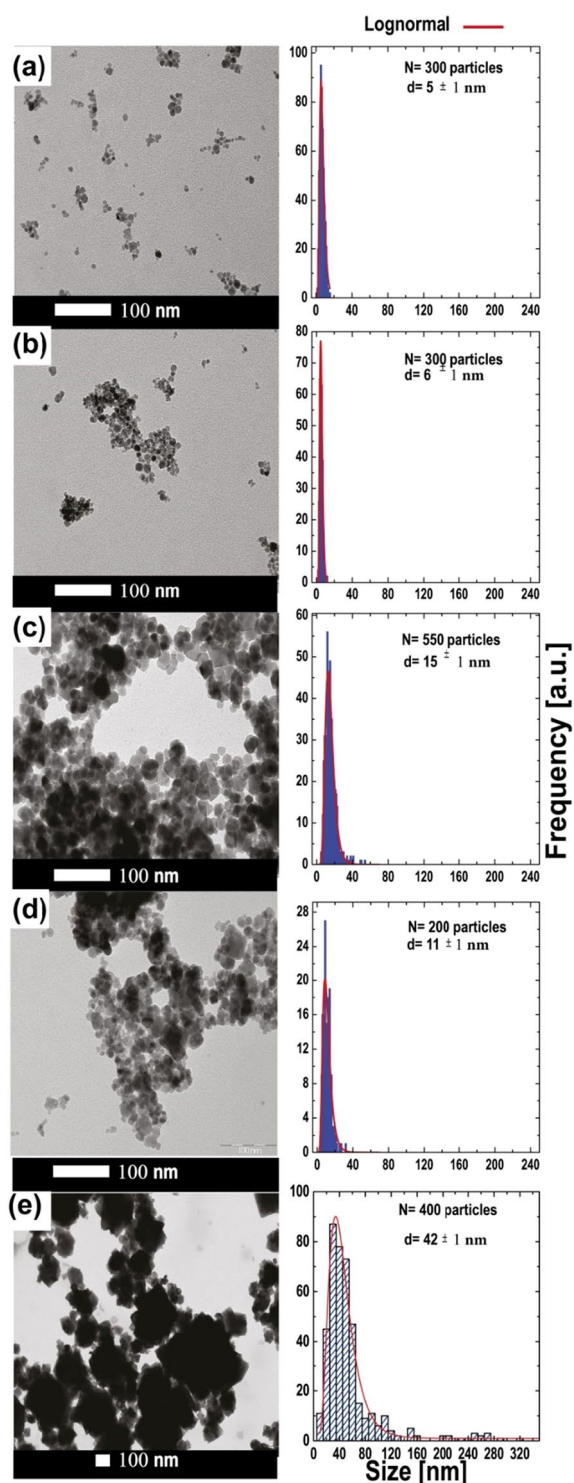 Lognormal
(a)
100 nm
100
80
60
40
20
0
N= 300 particles
d= 5 ± 1 nm
0 40 80 120 160 200 240
(b)
100 nm
80
70
60
50
40
30
20
10
0
N= 300 particles
d= 6 ± 1 nm
0 40 80 120 160 200 240
(c)
100 nm
60
50
40
30
20
10
0
N= 550 particles
d= 15 ± 1 nm
0 40 80 120 160 200 240
Frequency [a.u.]
(d)
100 nm
100 nm
28
24
20
16
12
8
4
0
N= 200 particles
d= 11 ± 1 nm
0 40 80 120 160 200 240
(e)
100 nm
100
80
60
40
20
0
N= 400 particles
d= 42 ± 1 nm
0 40 80 120 160 200 240 280 320
Size [nm]